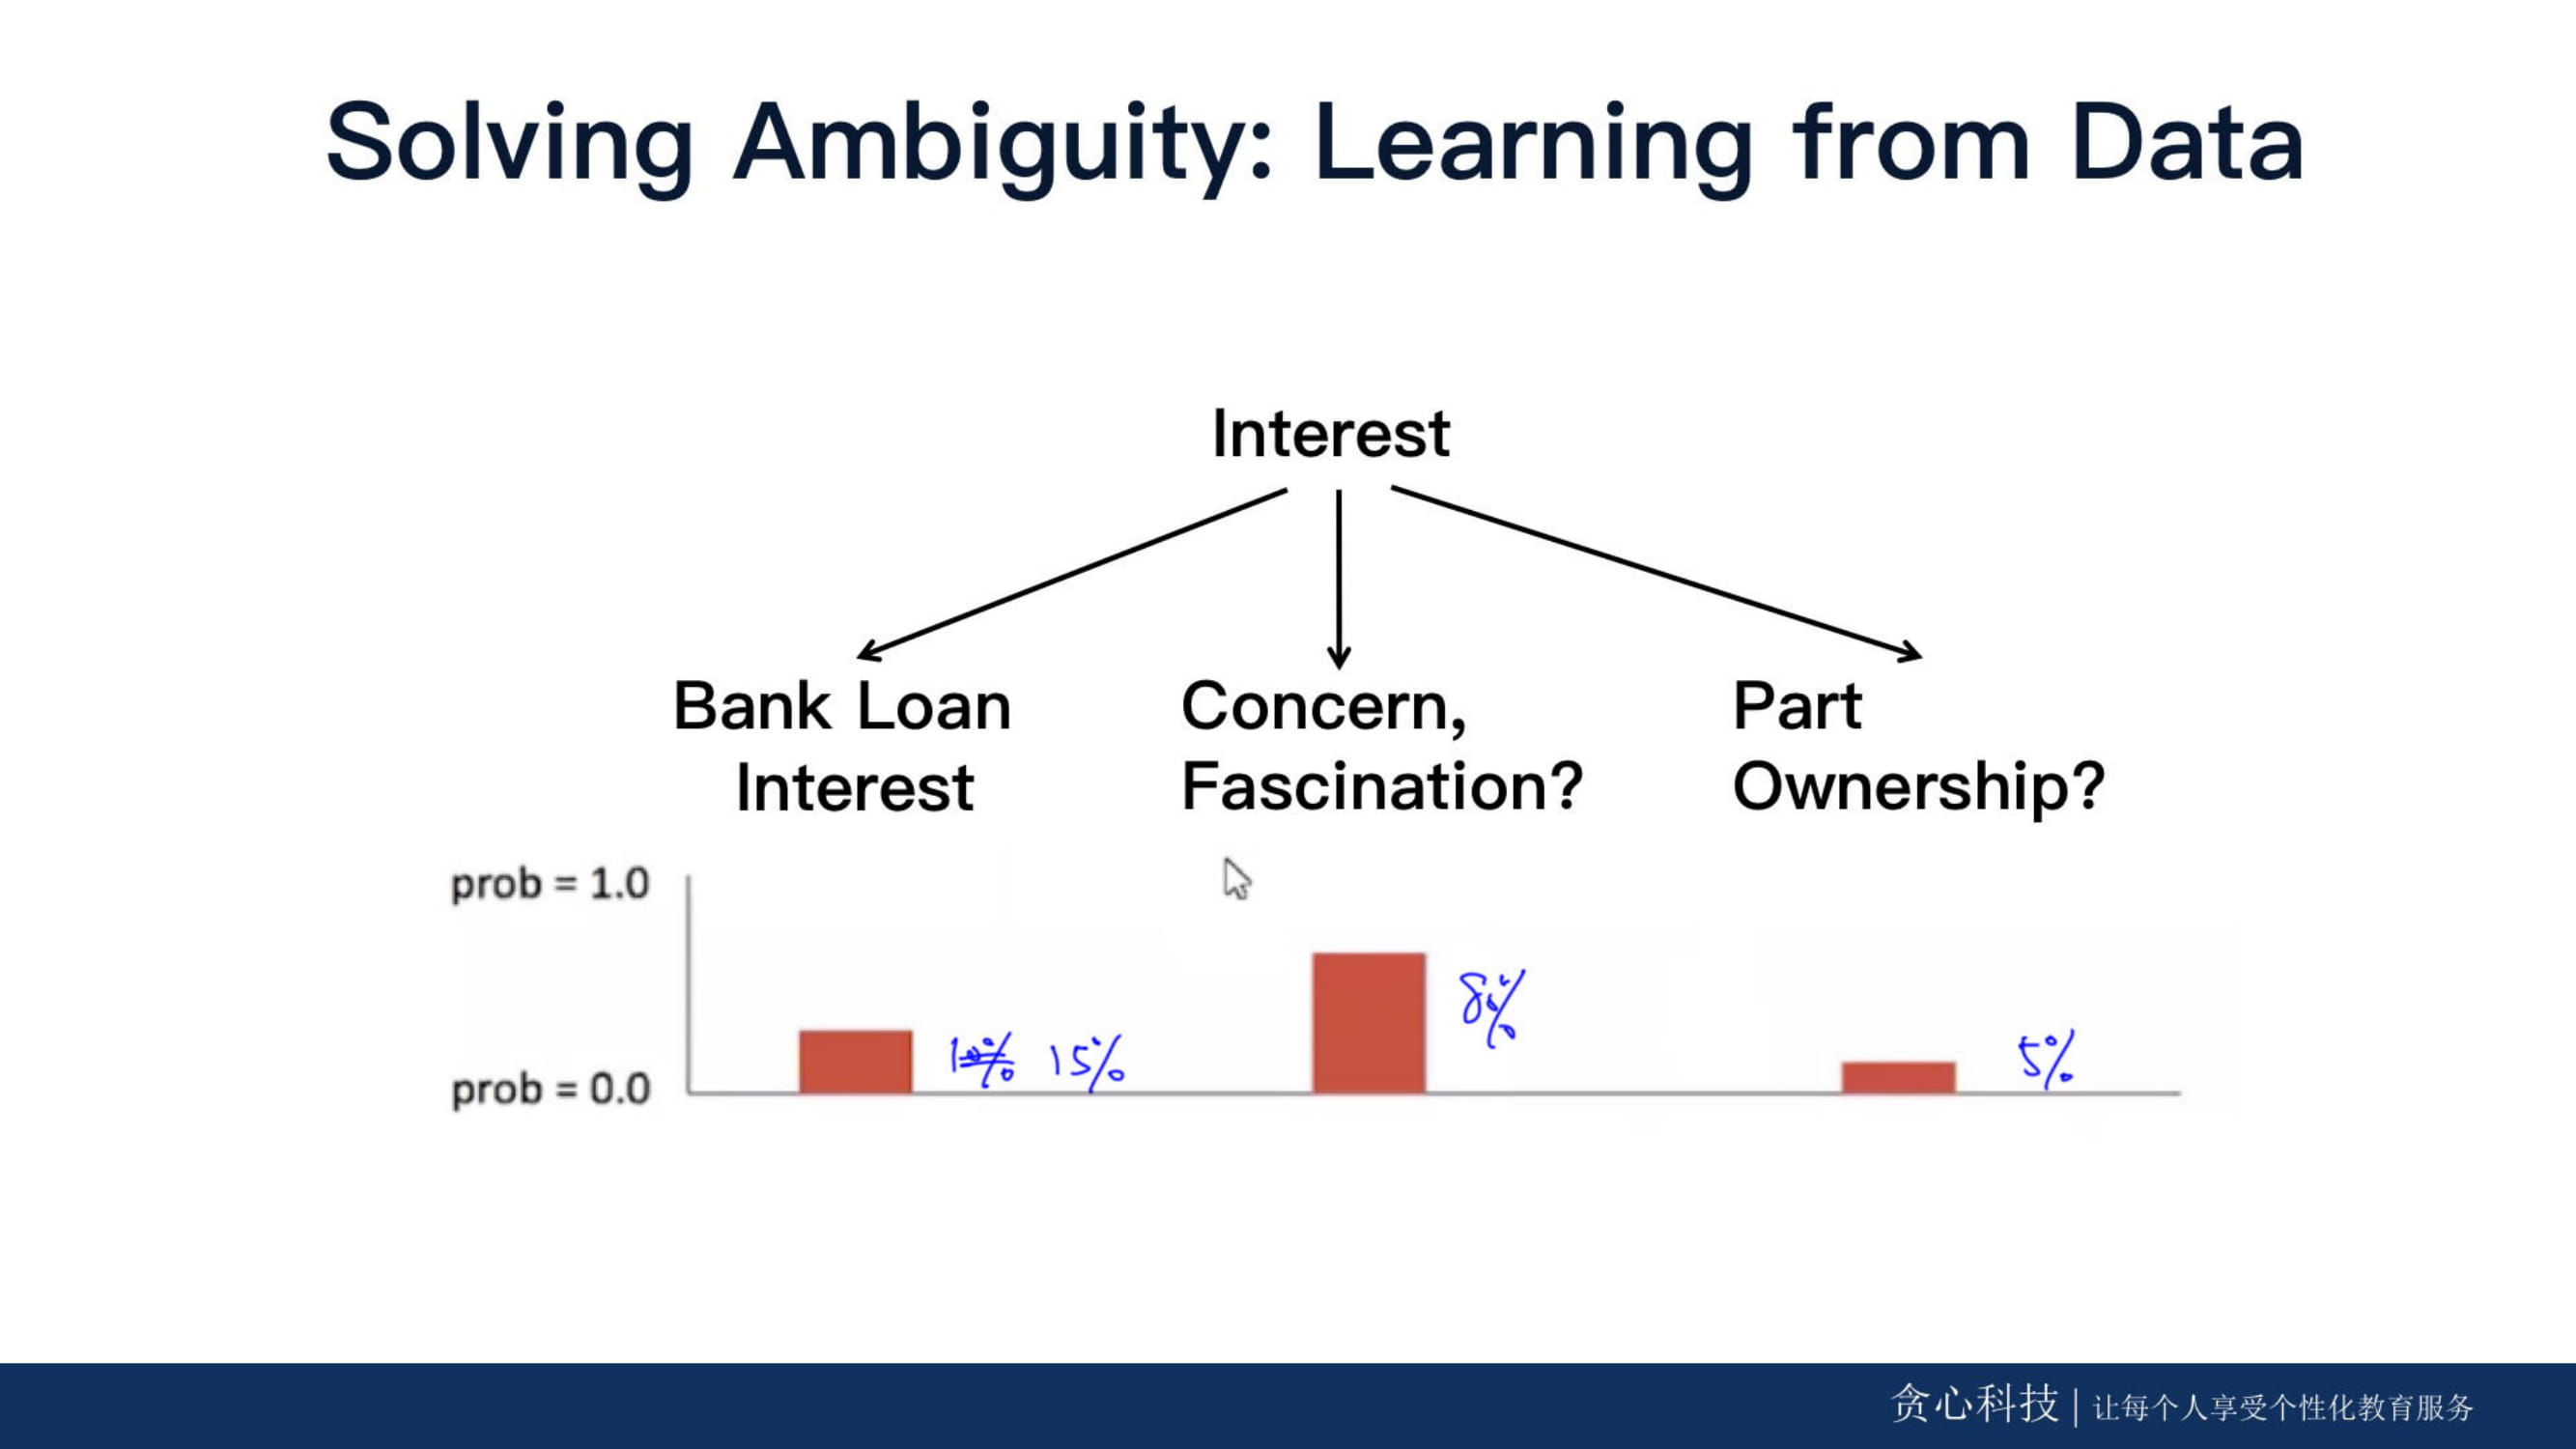 Solving Ambiguity: Learning from Data
Interest
Bank Loan
Interest
Concern,
Fascination?
Part
Ownership?
prob = 1.0
80%
15%
5%
prob = 0.0
贪心科技 | 让每个人享受个性化教育服务